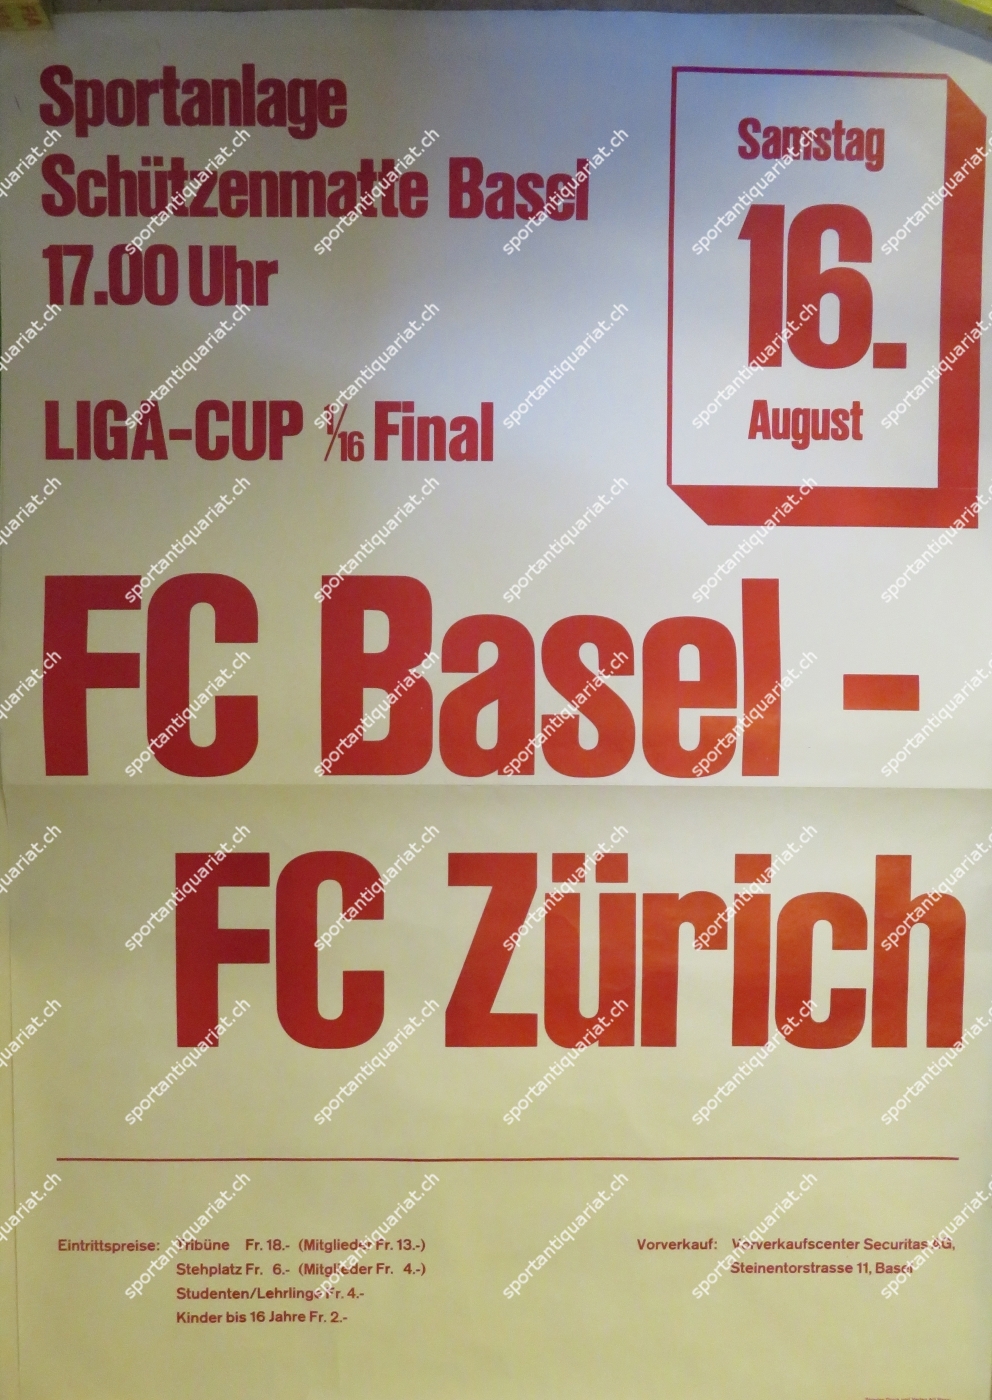 Sportanlage
Schützenmatte Basel
17.00 Uhr
Samstag
16.
August
LIGA-CUP 1/16 Final
FC Basel -
FC Zürich
Eintrittspreise: Tribüne Fr. 18.- (Mitglieder Fr. 13.-)
Stehplatz Fr. 6.- (Mitglieder Fr. 4.-)
Studenten/Lehrlinge Fr. 4.-
Kinder bis 16 Jahre Fr. 2.-
Vorverkauf: Vorverkaufscenter Securitas AG,
Steinentorstrasse 11, Basel
sportantiquariat.ch